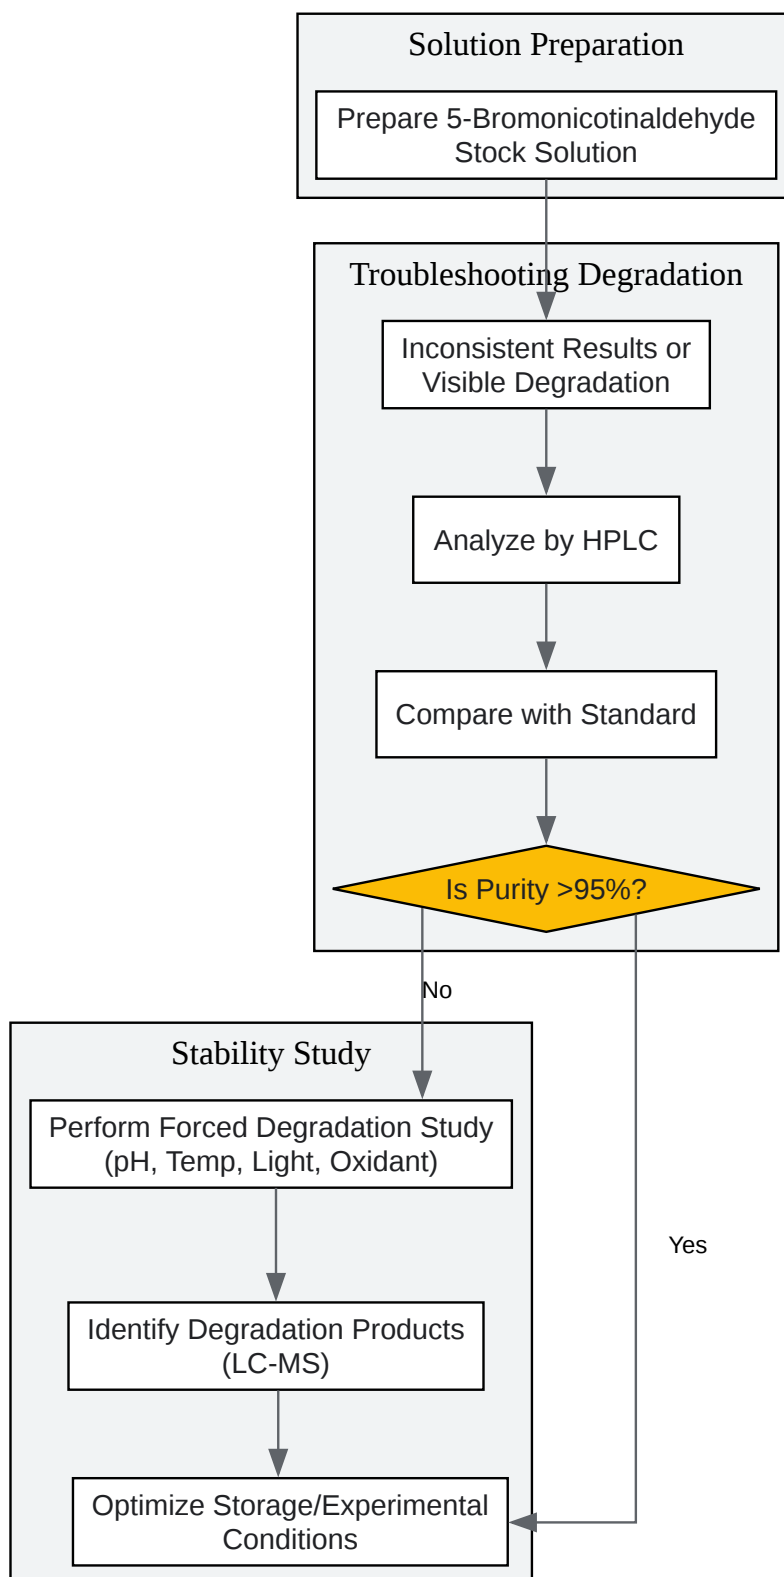 Solution Preparation
Prepare 5-Bromonicotinaldehyde
Stock Solution
Troubleshooting Degradation
Inconsistent Results or
Visible Degradation
Analyze by HPLC
Compare with Standard
Is Purity >95%?
No
Stability Study
Perform Forced Degradation Study
(pH, Temp, Light, Oxidant)
Yes
Identify Degradation Products
(LC-MS)
Optimize Storage/Experimental
Conditions